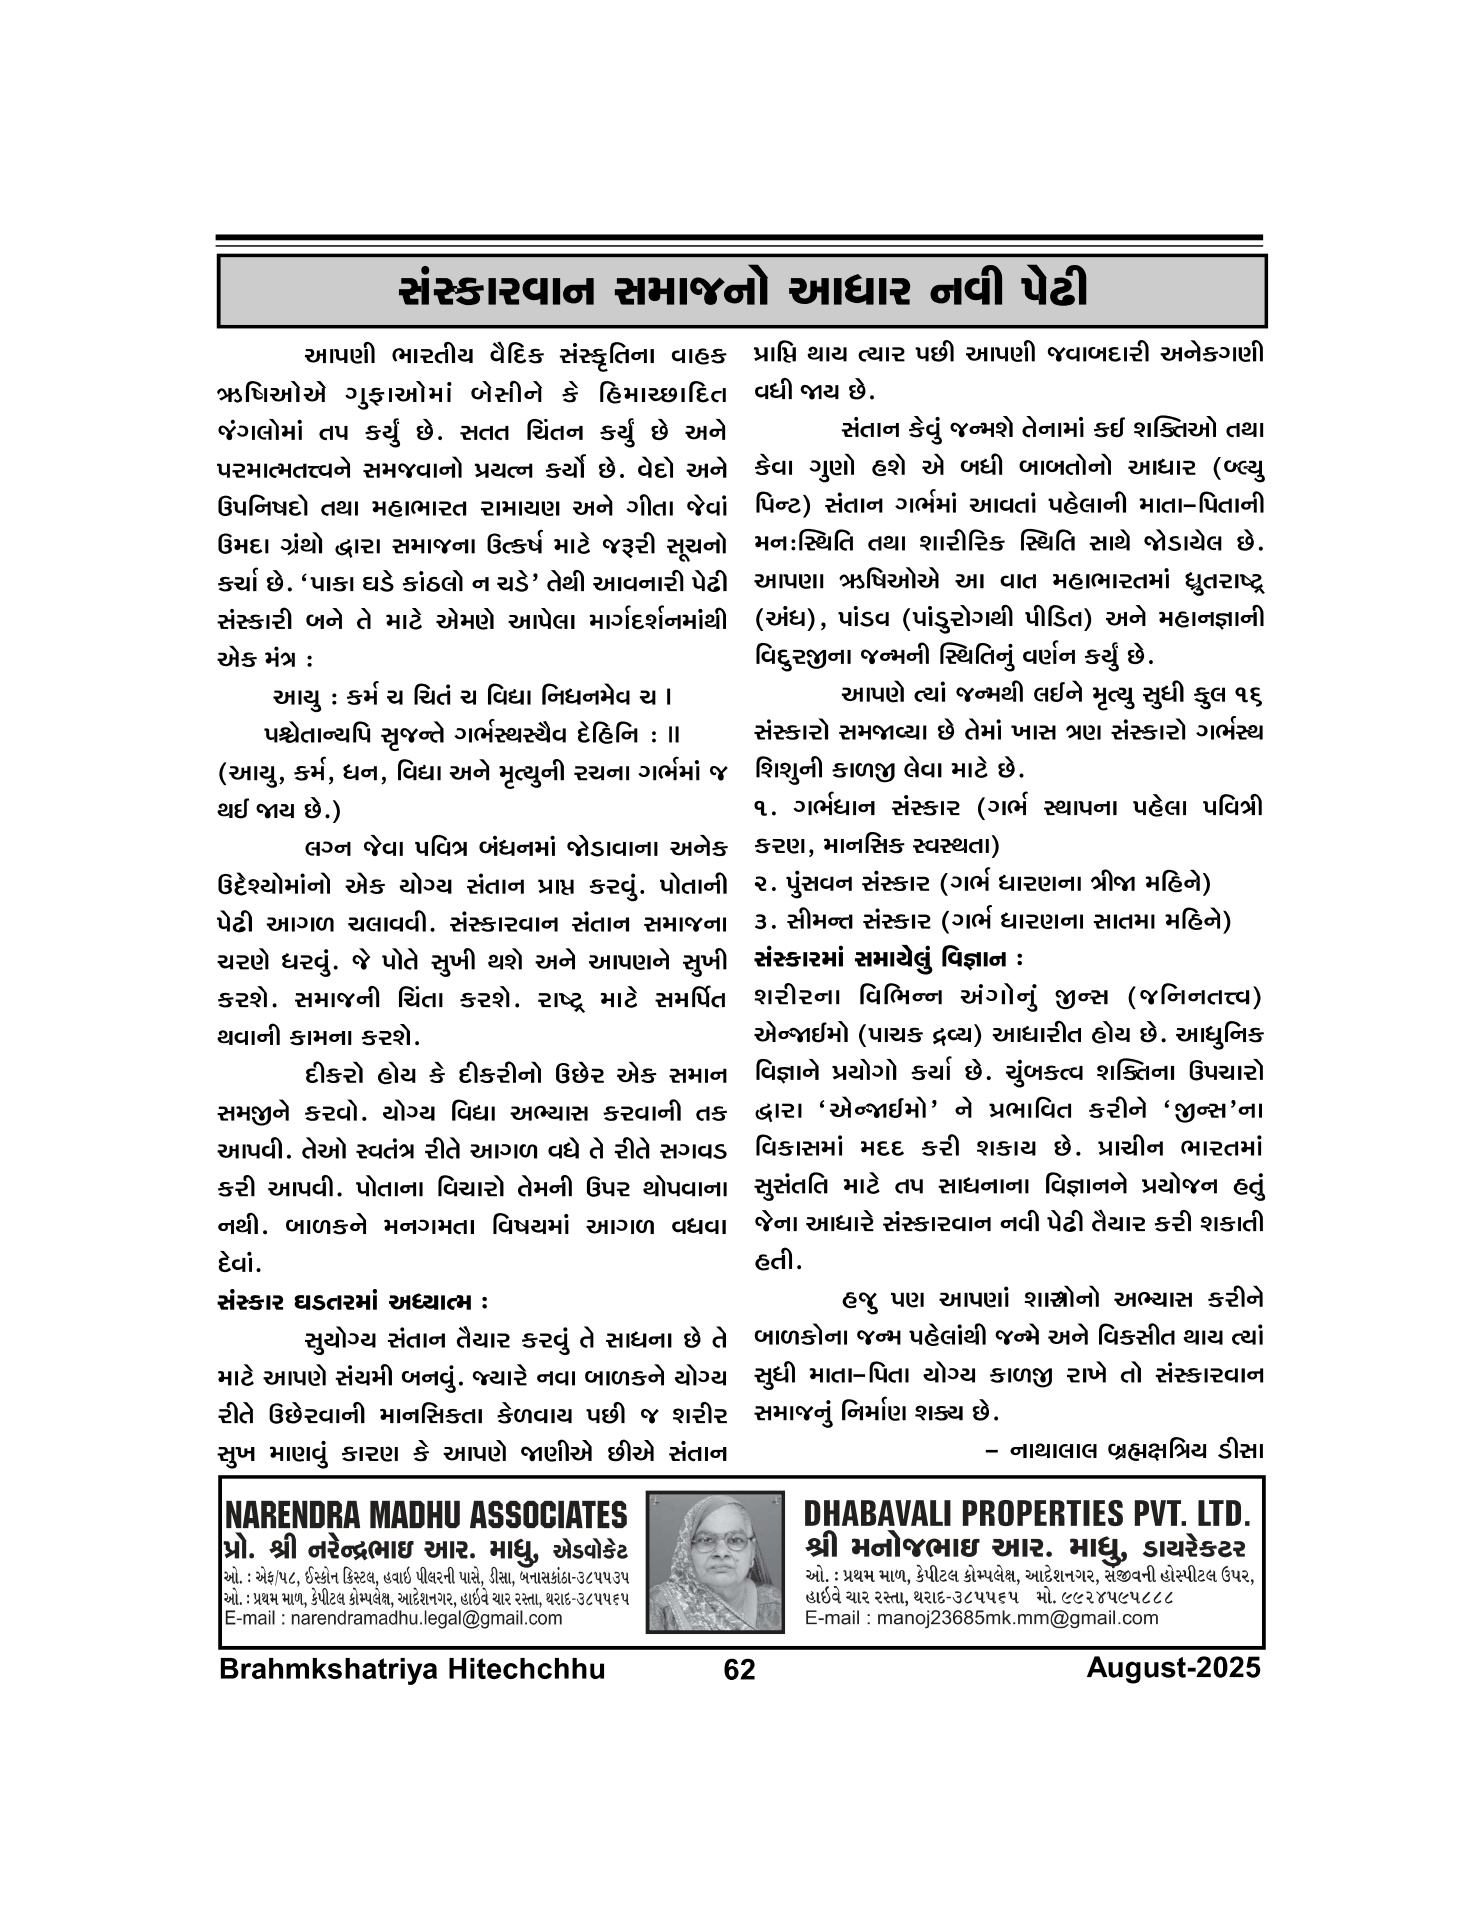 સંસ્કારવાન સમાજનો આધાર નવી પેઢી
આપણી ભારતીય વૈદિક સંસ્કૃતિના વાહક
ઋષિઓએ ગુફાઓમાં બેસીને કે હિમાચ્છાદિત
જંગલોમાં તપ કર્યું છે. સતત ચિંતન કર્યું છે અને
પરમાત્મતત્ત્વને સમજવાનો પ્રયત્ન કર્યો છે. વેદો અને
ઉપનિષદો તથા મહાભારત રામાયણ અને ગીતા જેવાં
ઉમદા ગ્રંથો દ્વારા સમાજના ઉત્કર્ષ માટે જરૂરી સૂચનો
કર્યા છે. ‘પાકા ઘડે કાંઠલો ન ચડે’ તેથી આવનારી પેઢી
સંસ્કારી બને તે માટે એમણે આપેલા માર્ગદર્શનમાંથી
એક મંત્ર :
આયુ : કર્મ ચ ચિતં ચ વિદ્યા નિધનમેવ ચ ।
પશ્ચેતાન્યપિ સૃજન્તે ગર્ભસ્થસ્યૈવ દેહિનિ : ॥
(આયુ, કર્મ, ધન, વિદ્યા અને મૃત્યુની રચના ગર્ભમાં જ
થઈ જાય છે.)
લગ્ન જેવા પવિત્ર બંધનમાં જોડાવાના અનેક
ઉદ્દેશ્યોમાંનો એક યોગ્ય સંતાન પ્રાપ્ત કરવું. પોતાની
પેઢી આગળ ચલાવવી. સંસ્કારવાન સંતાન સમાજના
ચરણે ધરવું. જે પોતે સુખી થશે અને આપણને સુખી
કરશે. સમાજની ચિંતા કરશે. રાષ્ટ્ર માટે સમર્પિત
થવાની કામના કરશે.
દીકરો હોય કે દીકરીનો ઉછેર એક સમાન
સમજીને કરવો. યોગ્ય વિદ્યા અભ્યાસ કરવાની તક
આપવી. તેઓ સ્વતંત્ર રીતે આગળ વધે તે રીતે સગવડ
કરી આપવી. પોતાના વિચારો તેમની ઉપર થોપવાના
નથી. બાળકને મનગમતા વિષયમાં આગળ વધવા
દેવાં.
સંસ્કાર ઘડતરમાં અધ્યાત્મ :
સુયોગ્ય સંતાન તૈયાર કરવું તે સાધના છે તે
માટે આપણે સંયમી બનવું. જ્યારે નવા બાળકને યોગ્ય
રીતે ઉછેરવાની માનસિકતા કેળવાય પછી જ શરીર
સુખ માણવું કારણ કે આપણે જાણીએ છીએ સંતાન
પ્રાપ્તિ થાય ત્યાર પછી આપણી જવાબદારી અનેકગણી
વધી જાય છે.
સંતાન કેવું જન્મશે તેનામાં કઈ શક્તિઓ તથા
કેવા ગુણો હશે એ બધી બાબતોનો આધાર (બ્લ્યુ
પિન્ટ) સંતાન ગર્ભમાં આવતાં પહેલાની માતા-પિતાની
મન:સ્થિતિ તથા શારીરિક સ્થિતિ સાથે જોડાયેલ છે.
આપણા ઋષિઓએ આ વાત મહાભારતમાં ધ્રુતરાષ્ટ્ર
(અંધ), પાંડવ (પાંડુરોગથી પીડિત) અને મહાનજ્ઞાની
વિદુરજીના જન્મની સ્થિતિનું વર્ણન કર્યું છે.
આપણે ત્યાં જન્મથી લઈને મૃત્યુ સુધી કુલ ૧૬
સંસ્કારો સમજાવ્યા છે તેમાં ખાસ ત્રણ સંસ્કારો ગર્ભસ્થ
શિશુની કાળજી લેવા માટે છે.
૧. ગર્ભધાન સંસ્કાર (ગર્ભ સ્થાપના પહેલા પવિત્રી
કરણ, માનસિક સ્વસ્થતા)
૨. પુંસવન સંસ્કાર (ગર્ભ ધારણના ત્રીજા મહિને)
૩. સીમન્ત સંસ્કાર (ગર્ભ ધારણના સાતમા મહિને)
સંસ્કારમાં સમાયેલું વિજ્ઞાન :
શરીરના વિભિન્ન અંગોનું જીન્સ (જનિનતત્ત્વ)
એન્જાઈમો (પાચક દ્રવ્ય) આધારીત હોય છે. આધુનિક
વિજ્ઞાને પ્રયોગો કર્યા છે. ચુંબકત્વ શક્તિના ઉપચારો
દ્વારા ‘એન્જાઈમો’ ને પ્રભાવિત કરીને ‘જીન્સ’ના
વિકાસમાં મદદ કરી શકાય છે. પ્રાચીન ભારતમાં
સુસંતતિ માટે તપ સાધનાના વિજ્ઞાનને પ્રયોજન હતું
જેના આધારે સંસ્કારવાન નવી પેઢી તૈયાર કરી શકાતી
હતી.
હજુ પણ આપણાં શાસ્ત્રોનો અભ્યાસ કરીને
બાળકોના જન્મ પહેલાંથી જન્મે અને વિકસીત થાય ત્યાં
સુધી માતા-પિતા યોગ્ય કાળજી રાખે તો સંસ્કારવાન
સમાજનું નિર્માણ શક્ય છે.
- નાથાલાલ બ્રહ્મક્ષત્રિય ડીસા
NARENDRA MADHU ASSOCIATES
પ્રો. શ્રી નરેન્દ્રભાઇ આર. માધુ, એડવોકેટ
ઓ. : એફ/૫૮, ઈસ્કોન ક્રિસ્ટલ, હવાઇ પીલરની પાસે, ડીસા, બનાસકાંઠા-૩૮૫૫૩૫
ઓ. : પ્રથમ માળ, કેપીટલ કોમ્પલેક્ષ, આદેશનગર, હાઇવે ચાર રસ્તા, થરાદ-૩૮૫૫૬૫
E-mail : narendramadhu.legal@gmail.com
DHABAVALI PROPERTIES PVT. LTD.
શ્રી મનોજભાઇ આર. માધુ, ડાયરેકટર
ઓ. : પ્રથમ માળ, કેપીટલ કોમ્પલેક્ષ, આદેશનગર, સંજીવની હોસ્પીટલ ઉપર,
હાઇવે ચાર રસ્તા, થરાદ-૩૮૫૫૬૫ મો. ૯૯૨૪૫૯૫૮૮૮
E-mail : manoj23685mk.mm@gmail.com
Brahmkshatriya Hitechchhu 62 August-2025